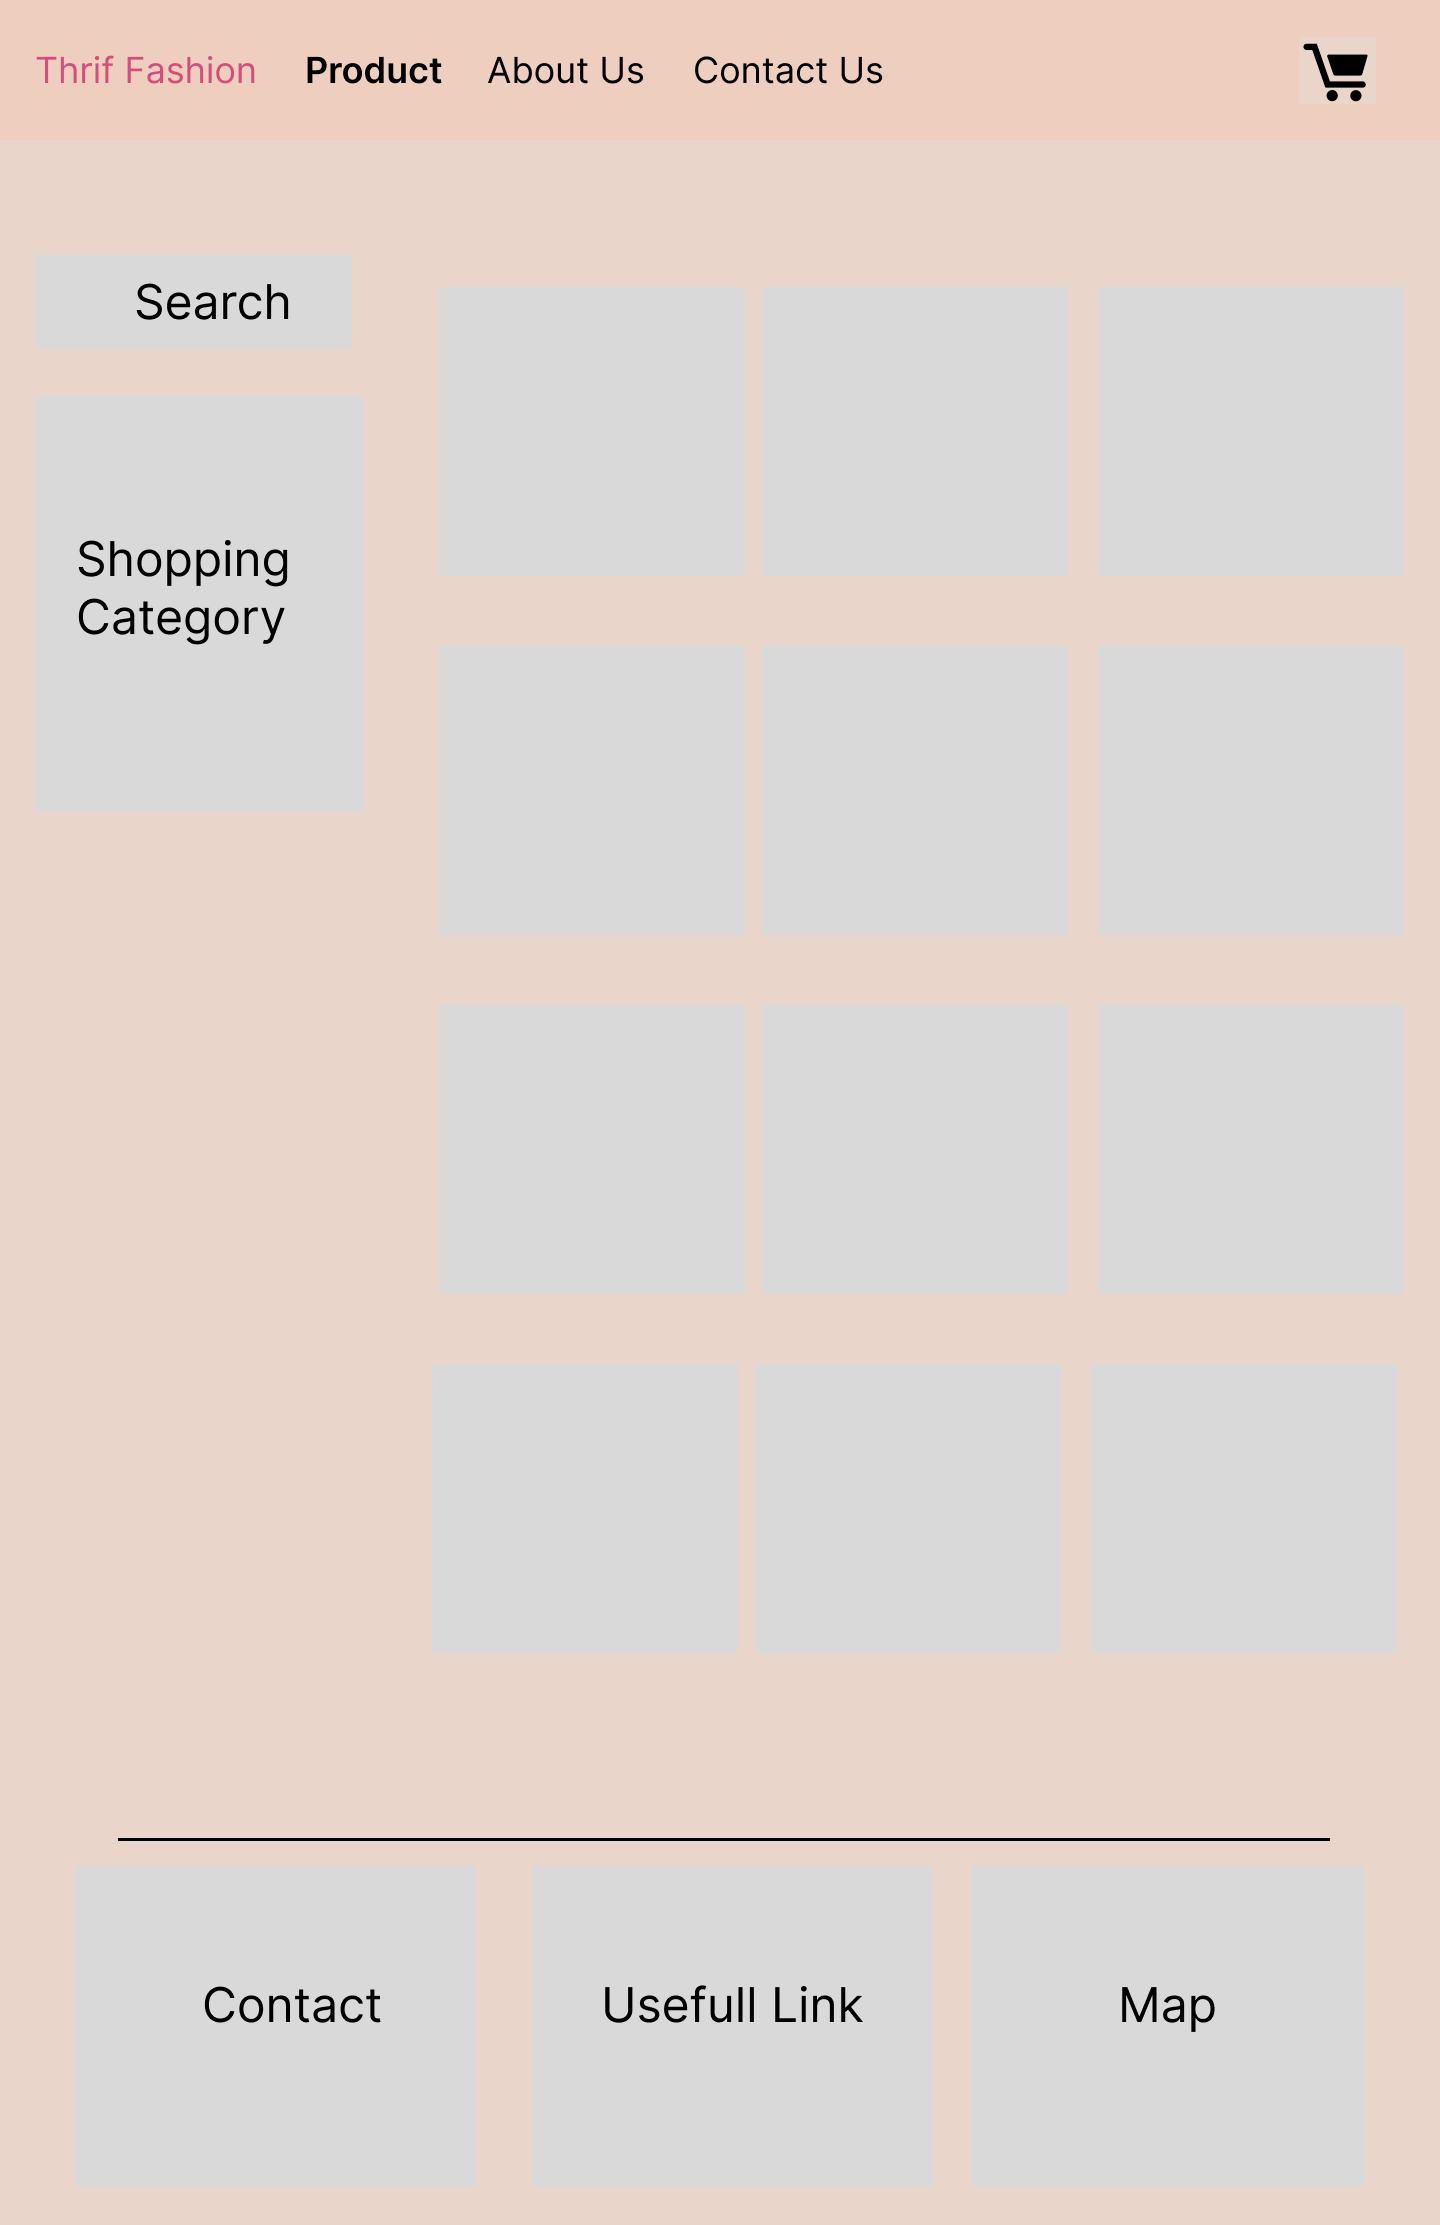 Thrif Fashion Product About Us Contact Us
Search
Shopping
Category
Contact
Usefull Link
Map